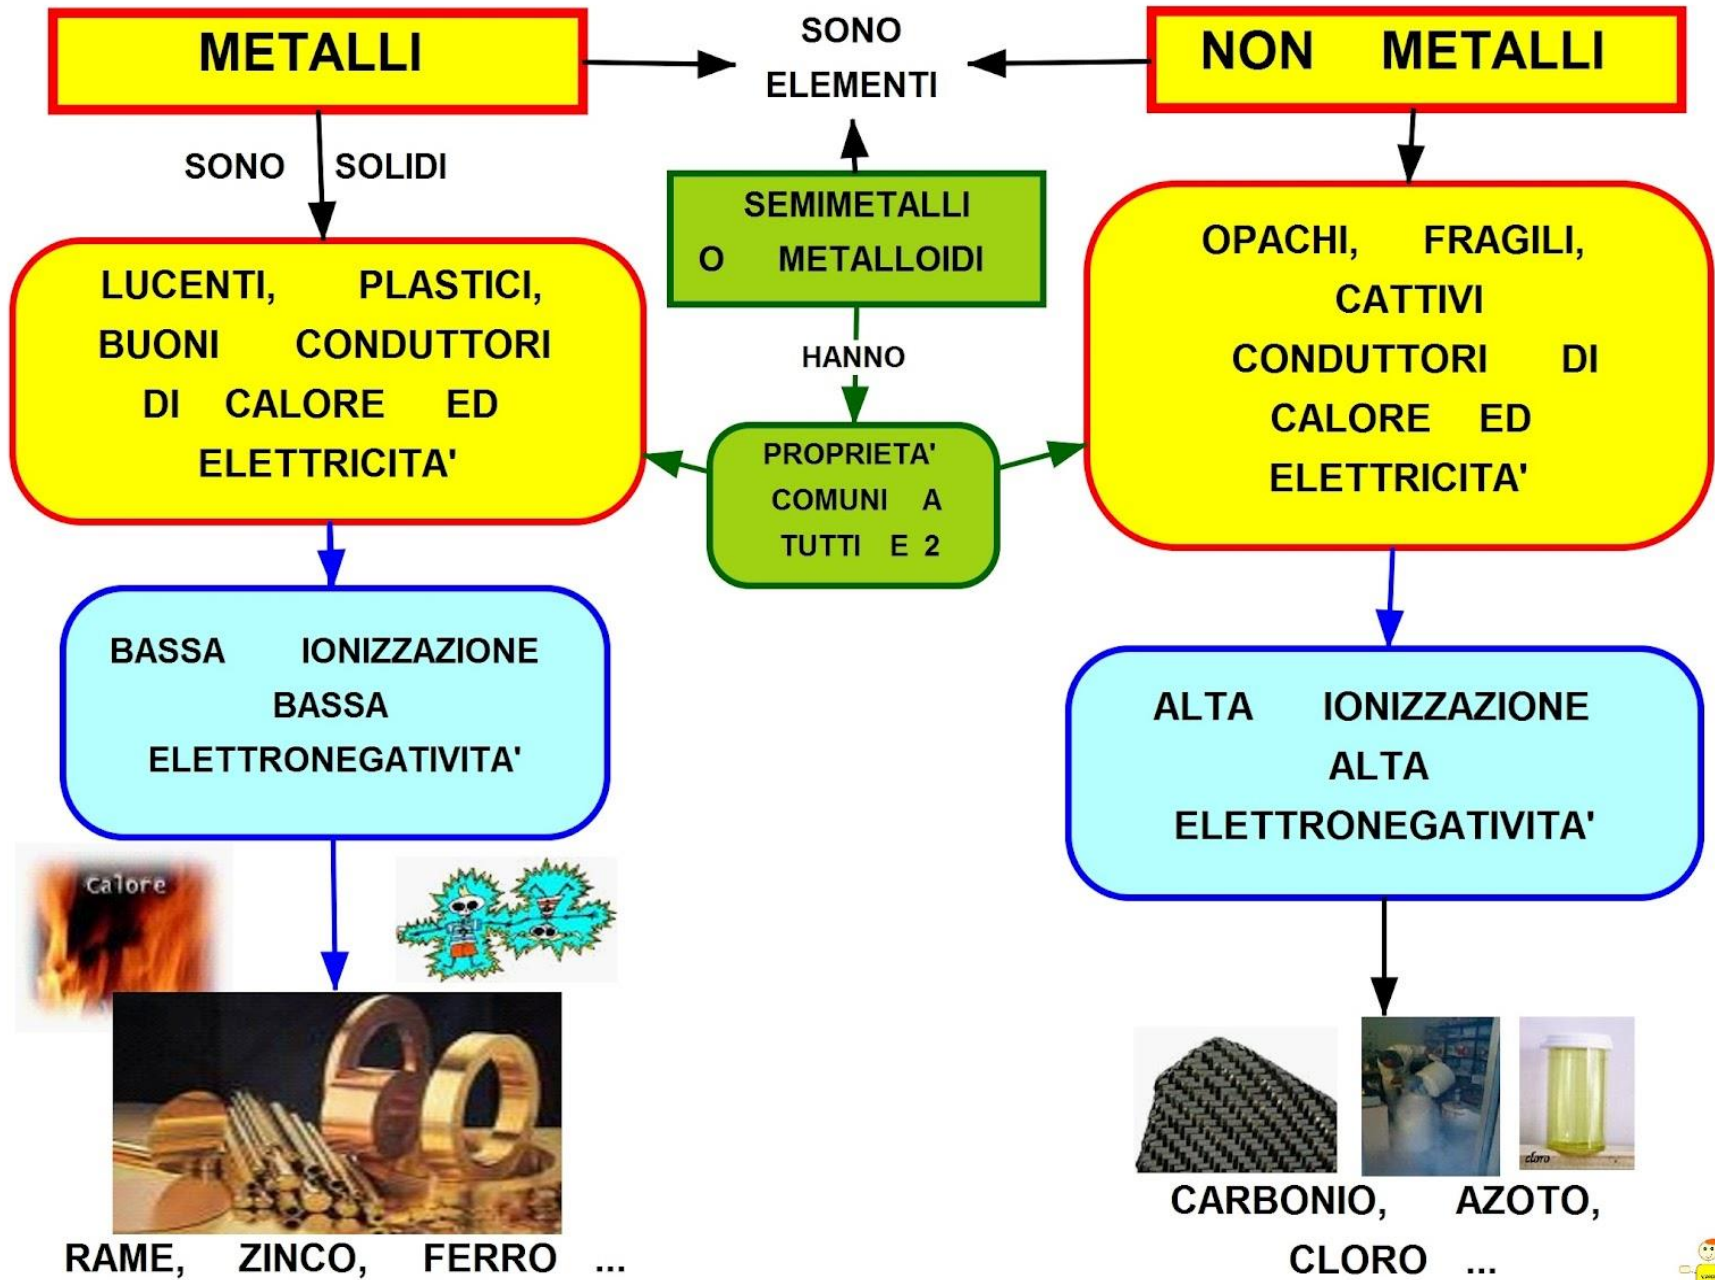 METALLI
SONO
ELEMENTI
NON METALLI
SONO SOLIDI
SEMIMETALLI
O METALLOIDI
HANNO
PROPRIETA'
COMUNI A
TUTTI E 2
LUCENTI, PLASTICI,
BUONI CONDUTTORI
DI CALORE ED
ELETTRICITA'
OPACHI, FRAGILI,
CATTIVI
CONDUTTORI DI
CALORE ED
ELETTRICITA'
BASSA IONIZZAZIONE
BASSA
ELETTRONEGATIVITA'
ALTA IONIZZAZIONE
ALTA
ELETTRONEGATIVITA'
Calore
cloro
RAME, ZINCO, FERRO ...
CARBONIO, AZOTO,
CLORO ...